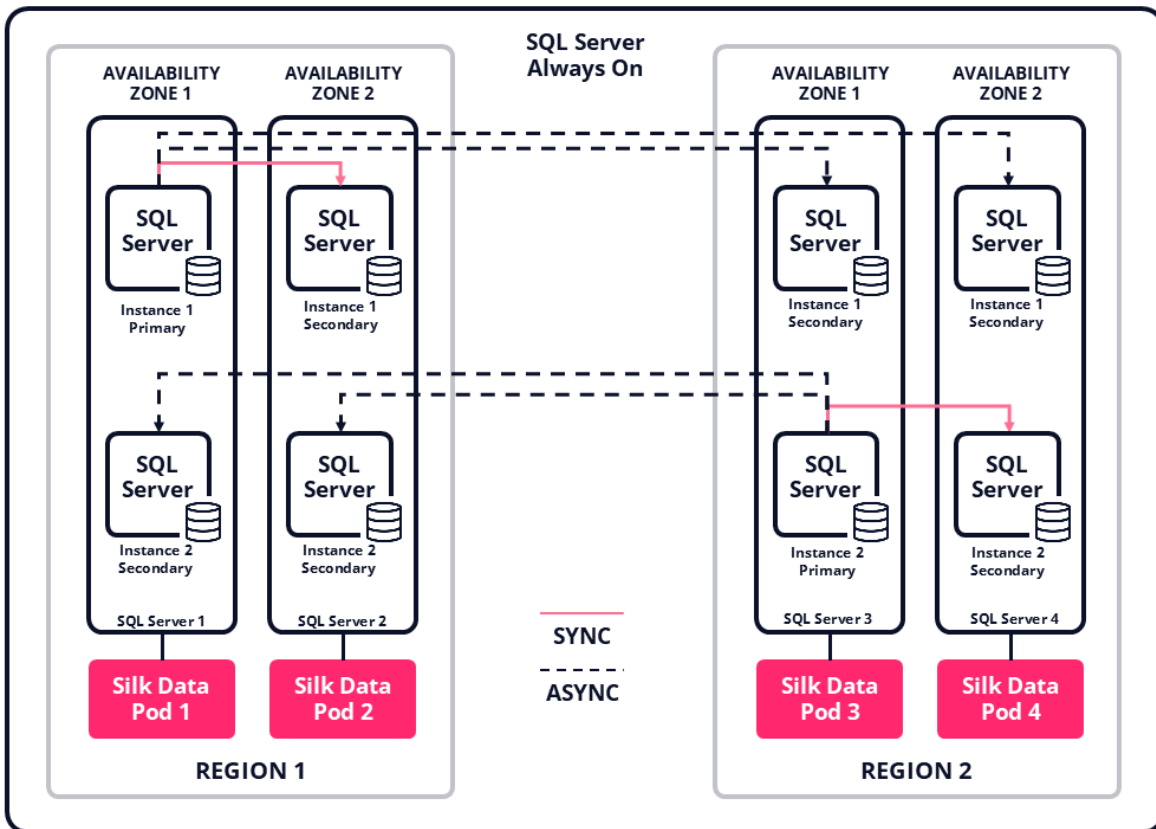 SQL Server
Always On
AVAILABILITY
ZONE 1
AVAILABILITY
ZONE 2
AVAILABILITY
ZONE 1
AVAILABILITY
ZONE 2
SQL
Server
Instance 1
Primary
SQL
Server
Instance 1
Secondary
SQL
Server
Instance 1
Secondary
SQL
Server
Instance 1
Secondary
SQL
Server
Instance 2
Secondary
SQL
Server
Instance 2
Secondary
SQL
Server
Instance 2
Primary
SQL
Server
Instance 2
Secondary
SQL Server 1
SQL Server 2
SYNC
ASYNC
SQL Server 3
SQL Server 4
Silk Data
Pod 1
Silk Data
Pod 2
Silk Data
Pod 3
Silk Data
Pod 4
REGION 1
REGION 2